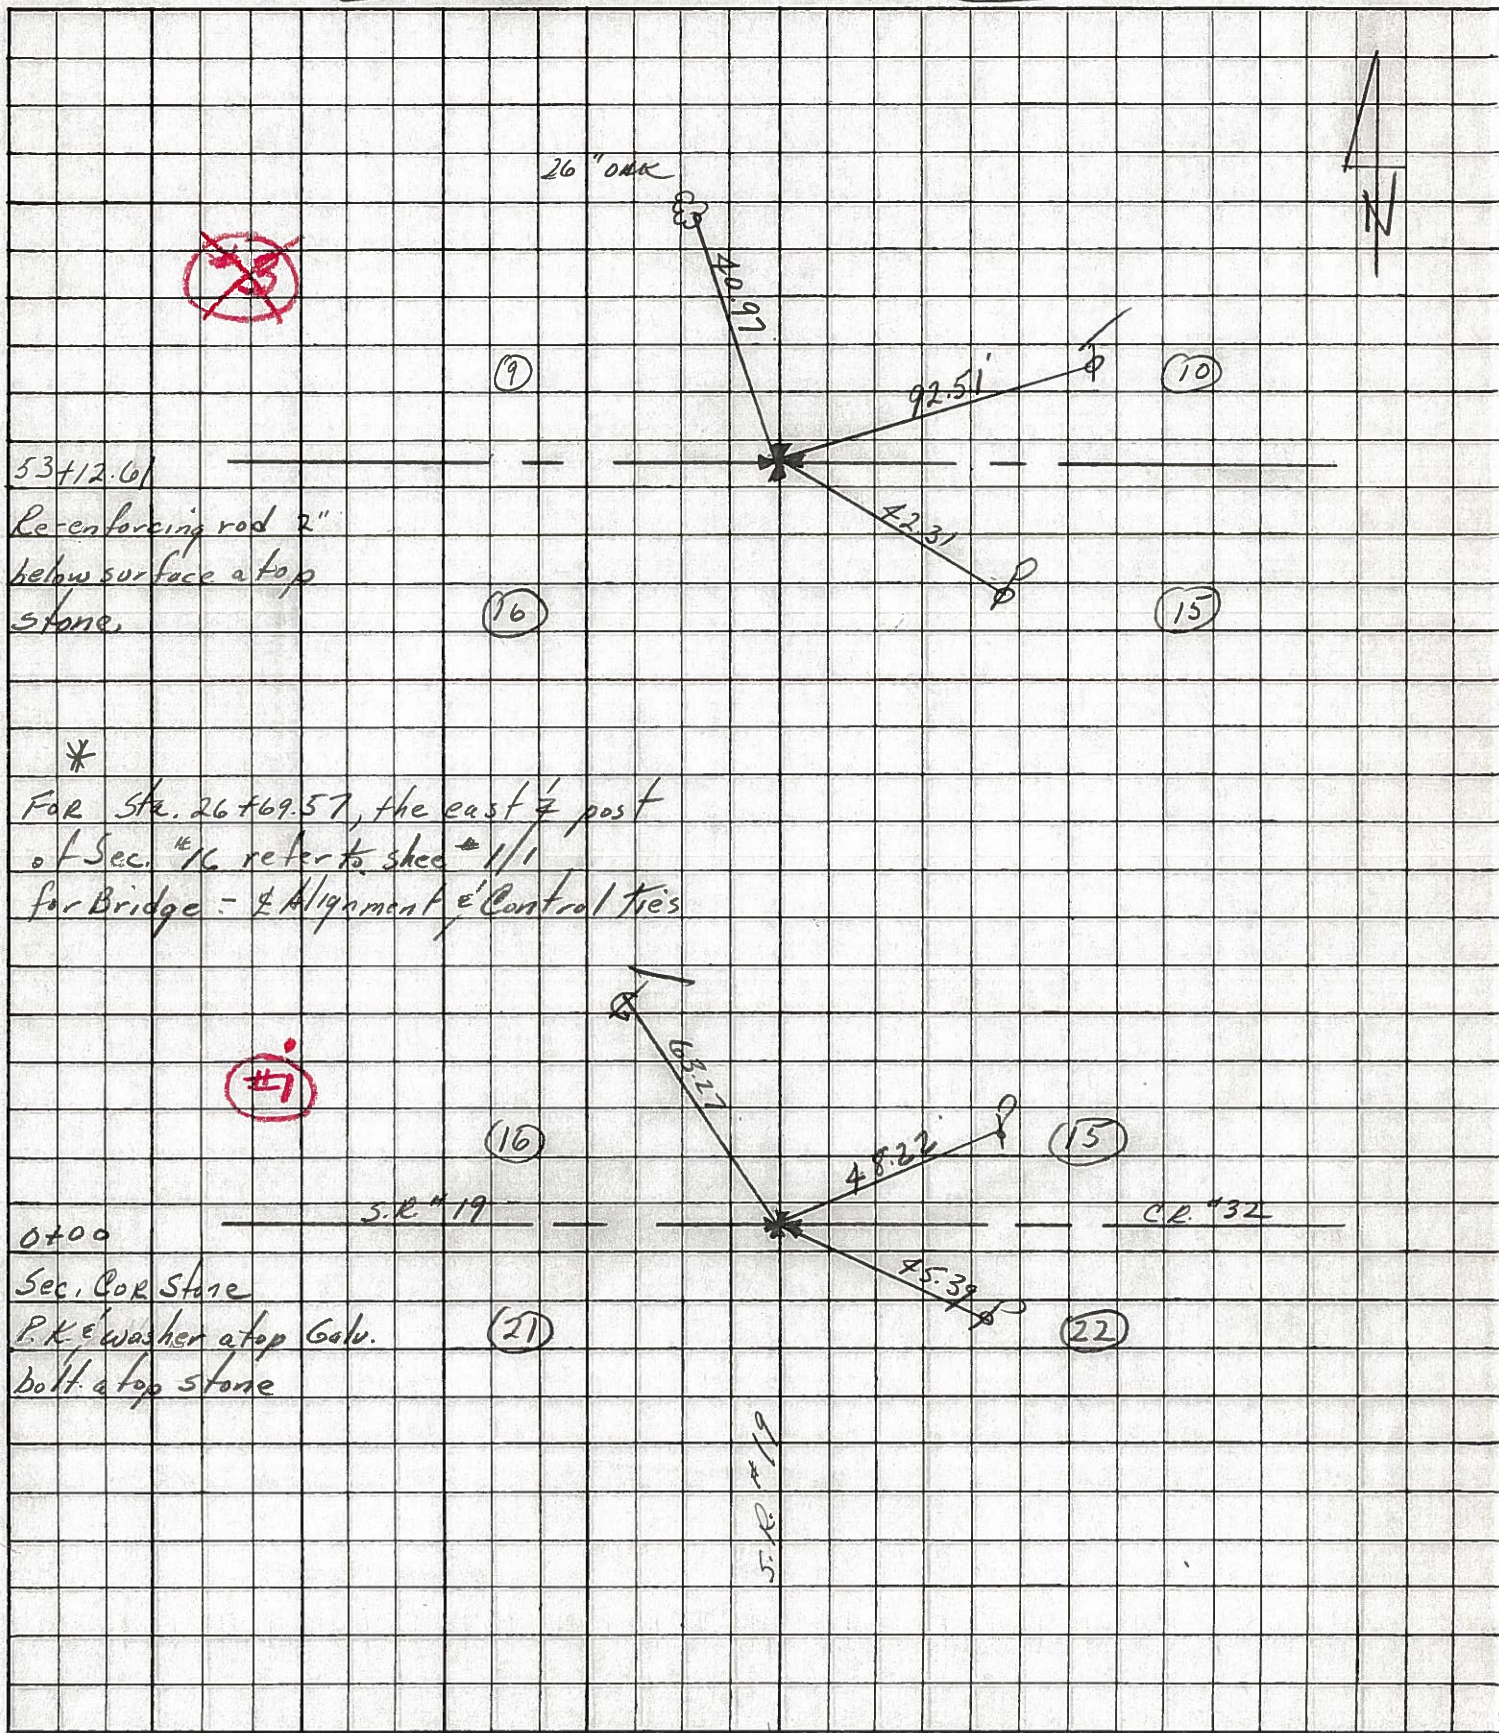 26" OAK
N
40.97
9
92.51'
10
53+12.61
Re-enforcing rod 2"
below surface atop
stone.
42.31
16
15
*
FOR Sta. 26+69.57, the east ¼ post
of Sec. #16 refer to shee # 1/1
for Bridge - ℄ Alignment & Control ties
63.27
#1
16
48.22'
15
S.R. #19
C.R. #32
0+00
Sec. COR Stone
P.K. & washer atop Galv.
bolt atop stone
45.39
21
22
S.R. #19